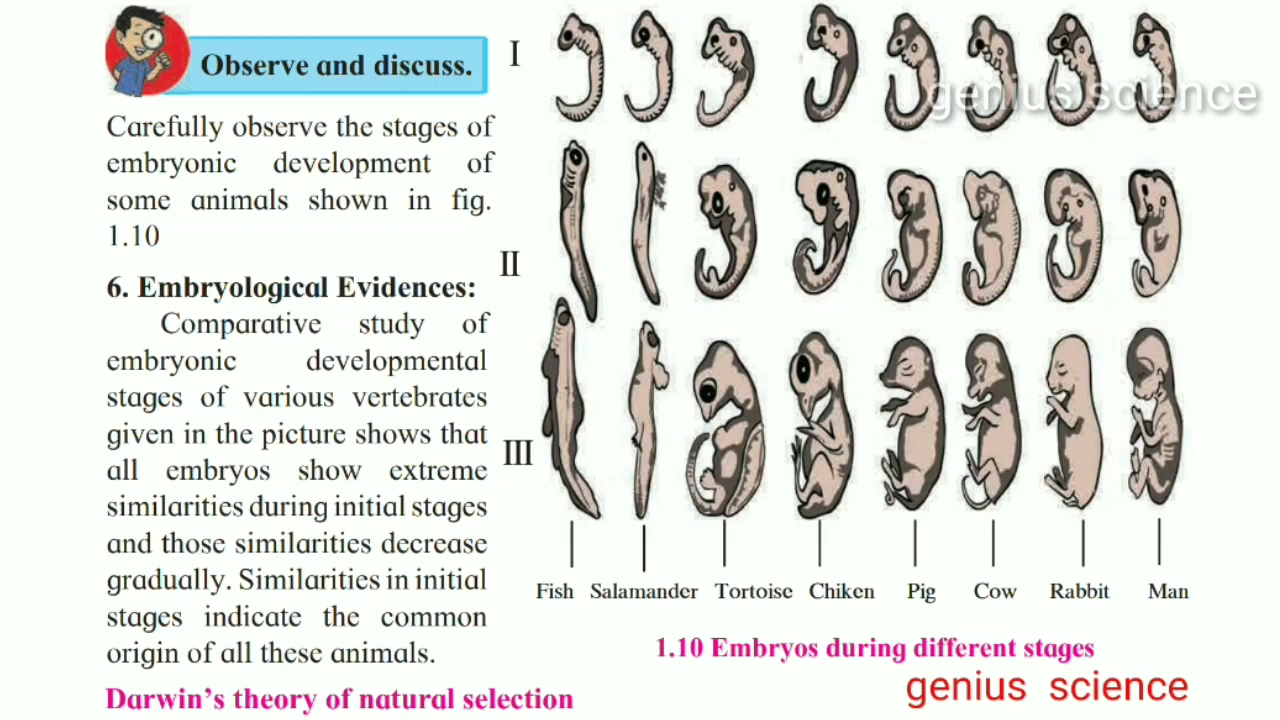 Observe and discuss.
Carefully observe the stages of
embryonic development of
some animals shown in fig.
1.10
6. Embryological Evidences:
Comparative study of
embryonic developmental
stages of various vertebrates
given in the picture shows that
all embryos show extreme
similarities during initial stages
and those similarities decrease
gradually. Similarities in initial
stages indicate the common
origin of all these animals.
Darwin's theory of natural selection
I
genius science
II
III
Fish Salamander Tortoise Chiken Pig Cow Rabbit Man
1.10 Embryos during different stages
genius science